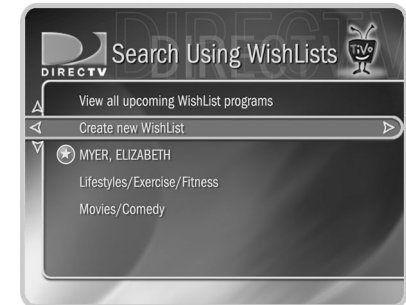 DIRECTV
DIRECTV
Search Using WishLists
TiVo
View all upcoming WishList programs
Create new WishList
MYER, ELIZABETH
Lifestyles/Exercise/Fitness
Movies/Comedy